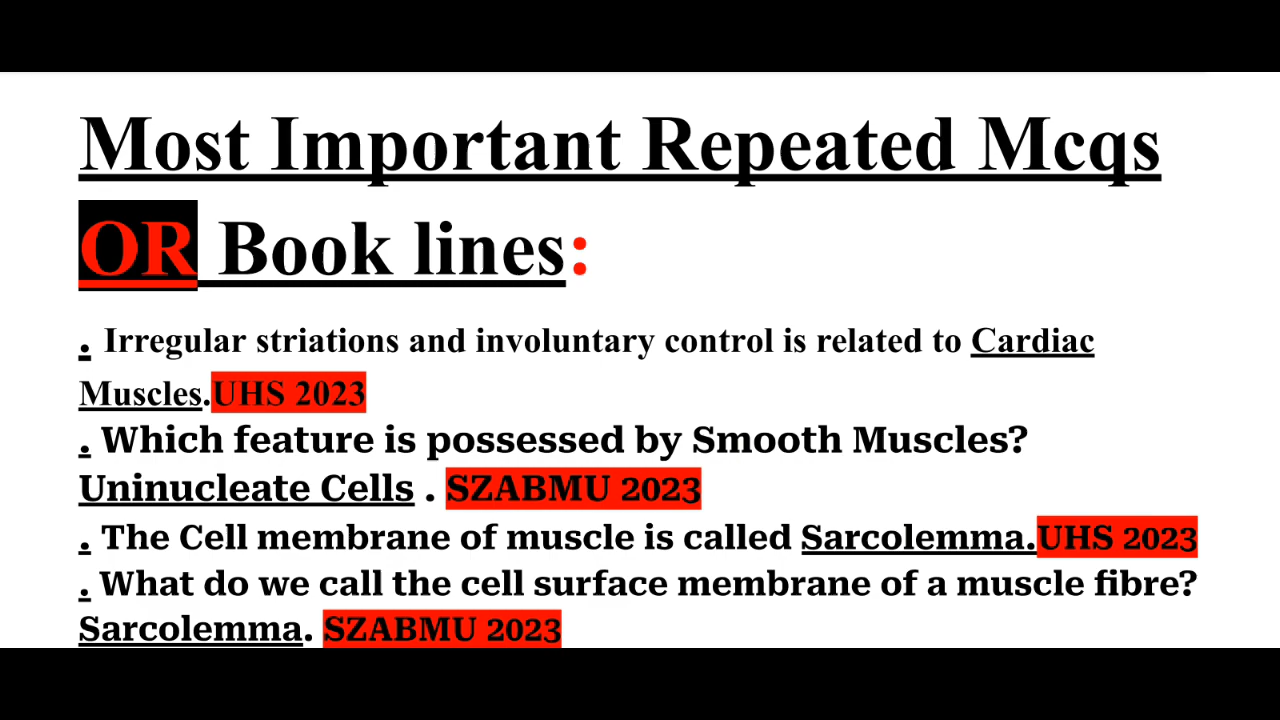 Most Important Repeated Mcqs
OR Book lines:
. Irregular striations and involuntary control is related to Cardiac
Muscles.UHS 2023
. Which feature is possessed by Smooth Muscles?
Uninucleate Cells . SZABMU 2023
. The Cell membrane of muscle is called Sarcolemma.UHS 2023
. What do we call the cell surface membrane of a muscle fibre?
Sarcolemma. SZABMU 2023